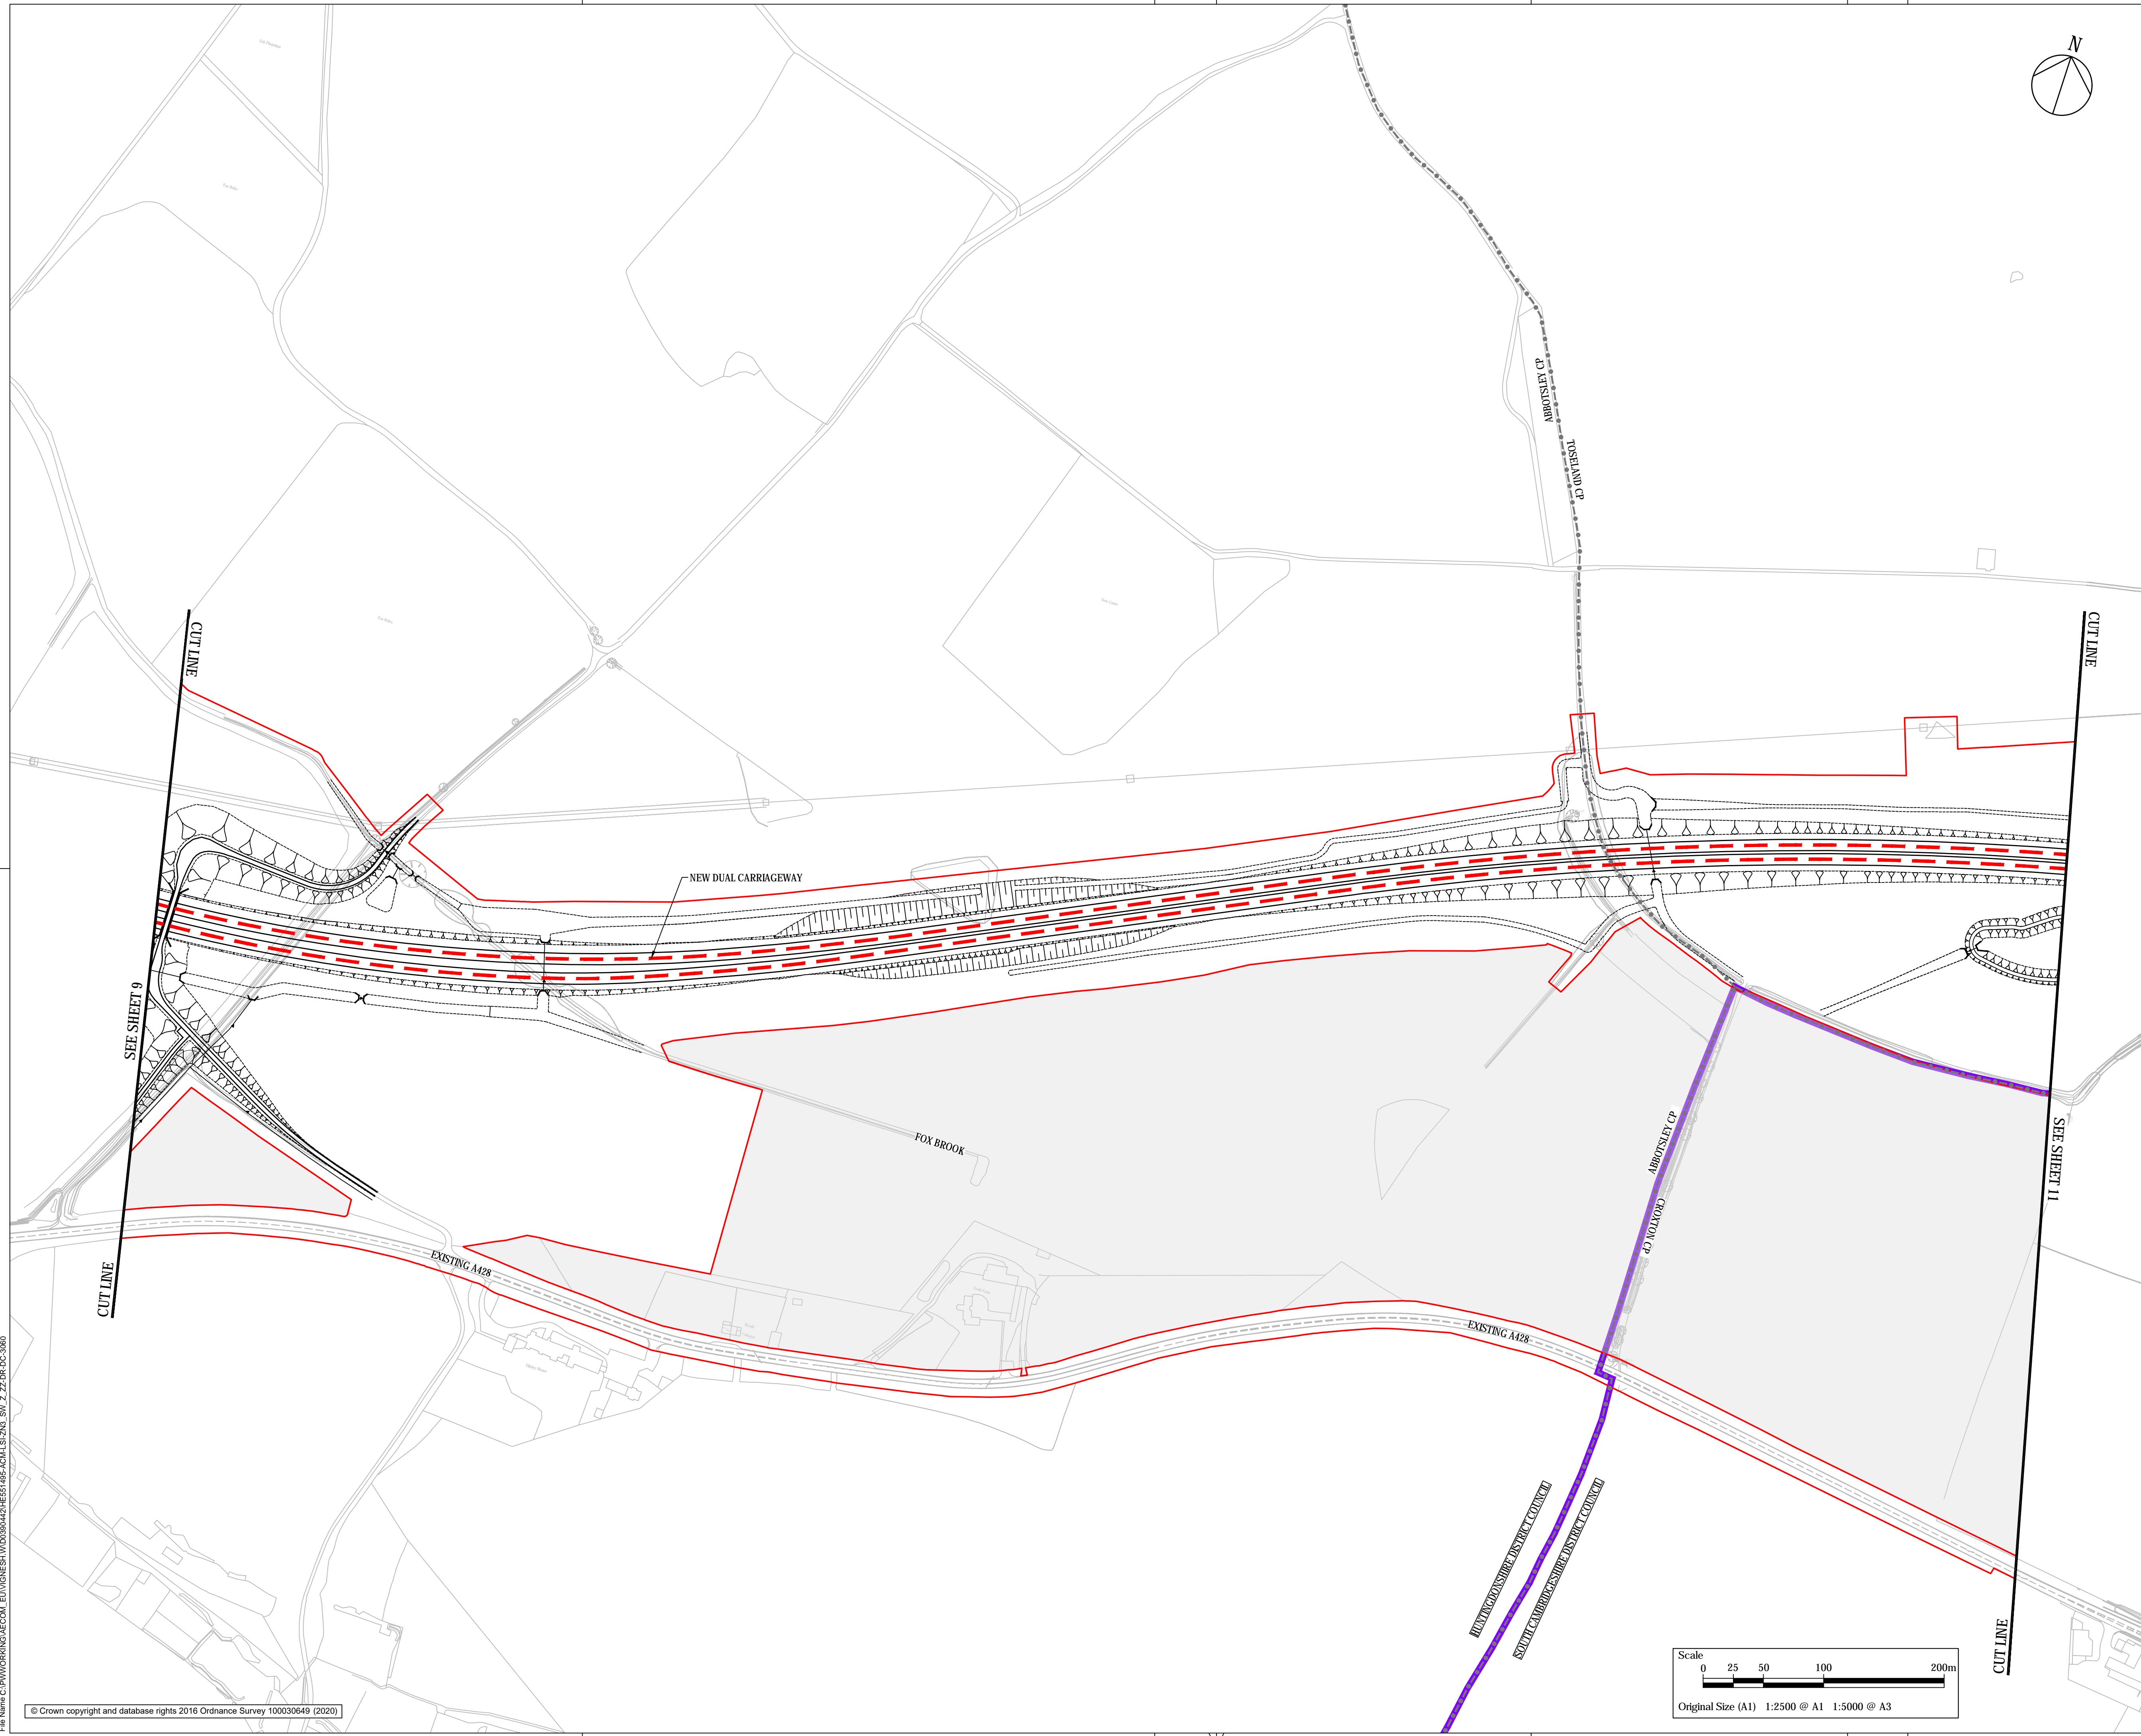 N
ABBOTSLEY CP
TOSELAND CP
CUT LINE
CUT LINE
NEW DUAL CARRIAGEWAY
SEE SHEET 9
FOX BROOK
ABBOTSLEY CP
CROXTON CP
SEE SHEET 11
EXISTING A428
CUT LINE
EXISTING A428
HUNTINGDONSHIRE DISTRICT COUNCIL
SOUTH CAMBRIDGESHIRE DISTRICT COUNCIL
CUT LINE
Scale
0 25 50 100 200m
Original Size (A1) 1:2500 @ A1 1:5000 @ A3
© Crown copyright and database rights 2016 Ordnance Survey 100030649 (2020)